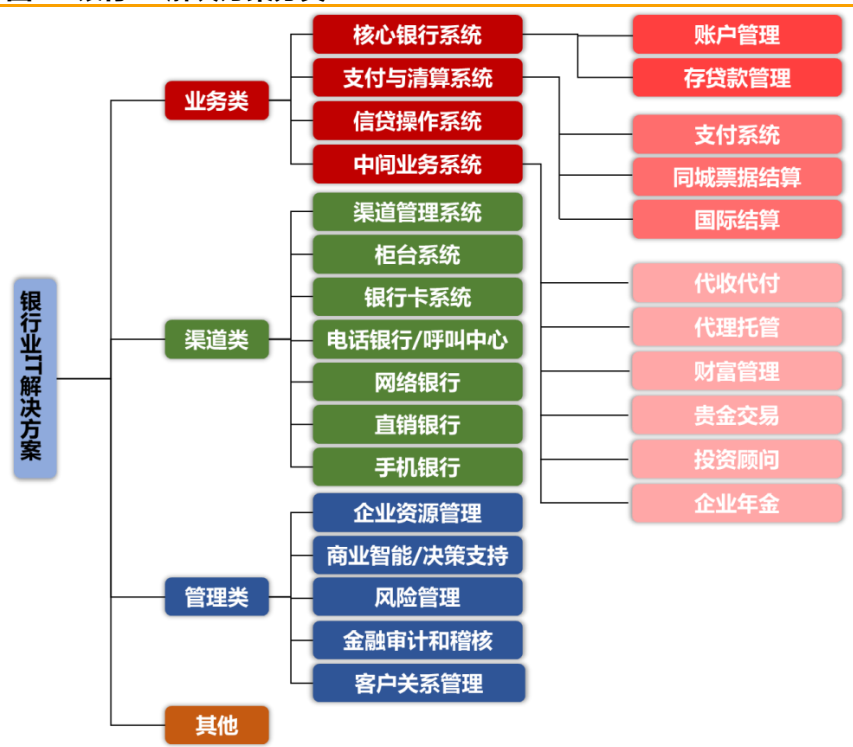 银行业IT解决方案
业务类
核心银行系统
账户管理
存贷款管理
支付与清算系统
支付系统
同城票据结算
国际结算
信贷操作系统
中间业务系统
代收代付
代理托管
财富管理
贵金交易
投资顾问
企业年金
渠道类
渠道管理系统
柜台系统
银行卡系统
电话银行/呼叫中心
网络银行
直销银行
手机银行
管理类
企业资源管理
商业智能/决策支持
风险管理
金融审计和稽核
客户关系管理
其他